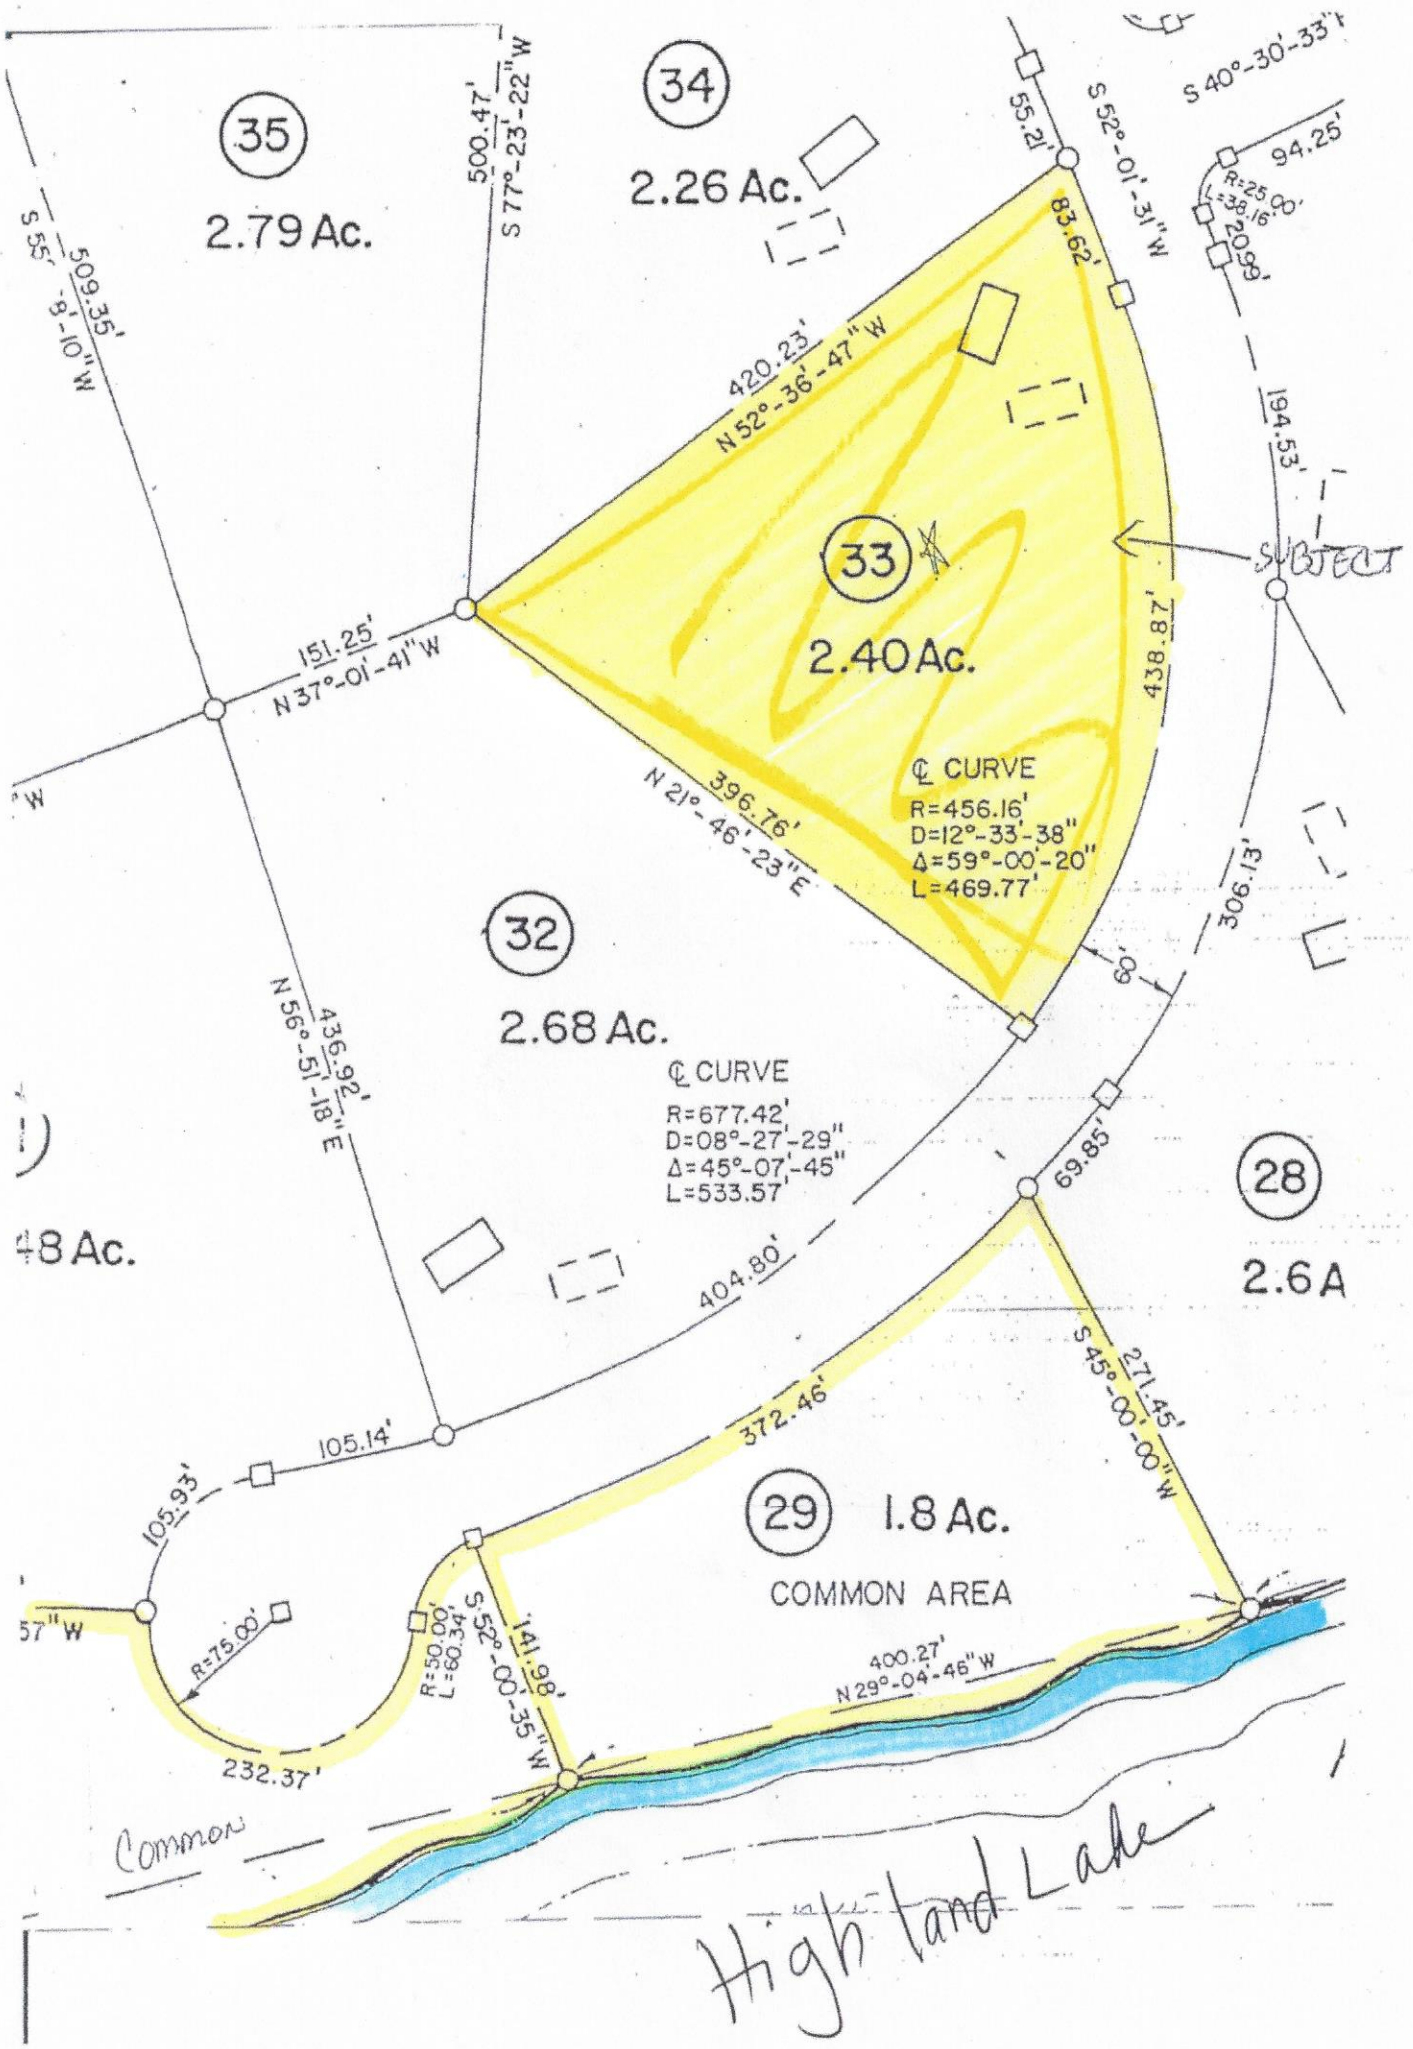 35
2.79 Ac.
500.47'
S 77°-23'-22" W
34
2.26 Ac.
55.21'
S 52°-01'-31" W
S 40°-30'-33"
94.25'
R=25.00'
L=38.16'
20.99'
83.62'
194.53'
509.35'
8'-10" W
420.23'
N 52°-36'-47" W
33
2.40 Ac.
SUBJECT
438.87'
151.25'
N 37°-01'-41" W
" W
396.76'
N 21°-46'-23" E
℄ CURVE
R=456.16'
D=12°-33'-38"
Δ=59°-00'-20"
L=469.77'
306.13'
60'
32
2.68 Ac.
436.92'
N 56°-51'-18" E
℄ CURVE
R=677.42'
D=08°-27'-29"
Δ=45°-07'-45"
L=533.57'
69.85'
28
2.6 A
48 Ac.
404.80'
372.46'
271.45'
S 45°-00'-00" W
105.14'
105.93'
29 1.8 Ac.
COMMON AREA
57" W
R=75.00'
R=50.00'
L=60.34'
141.98'
S 52°-00'-35" W
400.27'
N 29°-04'-46" W
232.37'
Common
Highland Lake